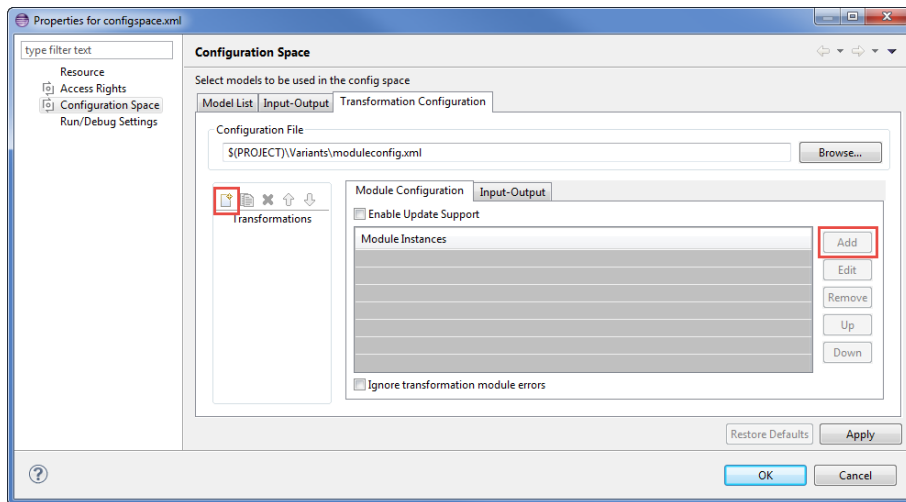 Properties for configspace.xml
type filter text
Resource
Access Rights
Configuration Space
Run/Debug Settings
Configuration Space
Select models to be used in the config space
Model List Input-Output Transformation Configuration
Configuration File
$(PROJECT)\Variants\moduleconfig.xml Browse...
Transformations
Module Configuration Input-Output
Enable Update Support
Module Instances
Add
Edit
Remove
Up
Down
Ignore transformation module errors
Restore Defaults Apply
OK Cancel